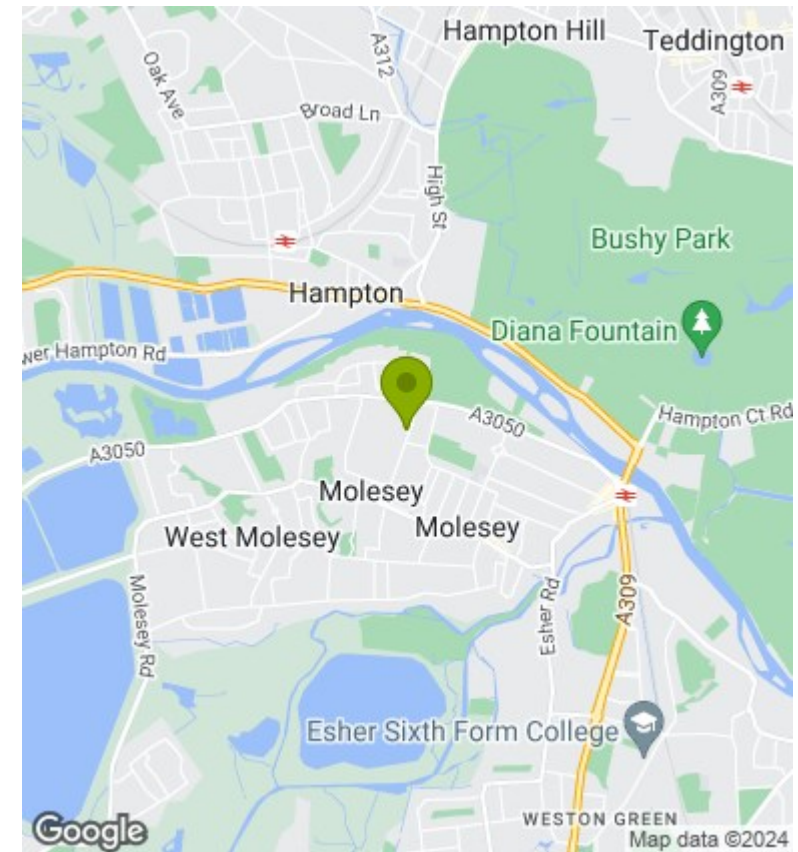 Hampton Hill
Teddington
A312
Oak Ave
Broad Ln
A309
High St
Bushy Park
Hampton
Diana Fountain
wer Hampton Rd
Hampton Ct Rd
A3050
A3050
Molesey
Molesey
West Molesey
Molesey Rd
Esher Rd
A309
Esher Sixth Form College
WESTON GREEN
Google
Map data ©2024